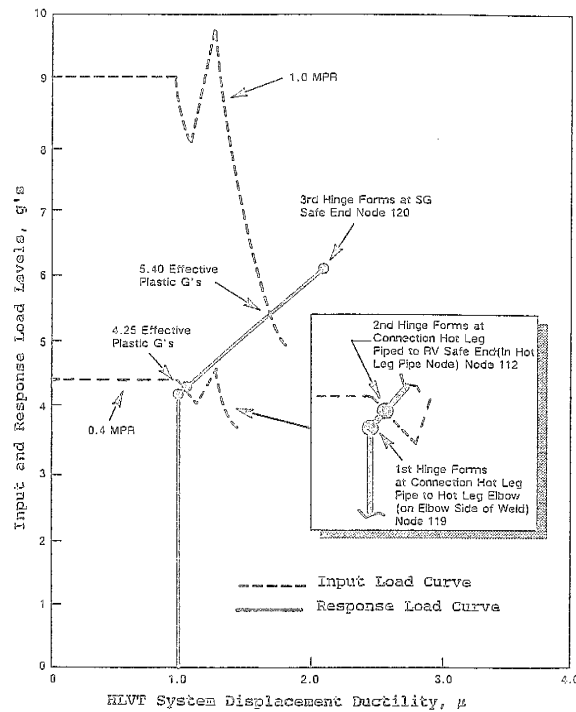 10
9
8
7
6
5
4
3
2
1
0
Input and Response Load Levels, g's
1.0 MPR
3rd Hinge Forms at SG
Safe End Node 120
5.40 Effective
Plastic G's
4.25 Effective
Plastic G's
0.4 MPR
2nd Hinge Forms at
Connection Hot Leg
Piped to RV Safe End(In Hot
Leg Pipe Node) Node 112
1st Hinge Forms
at Connection Hot Leg
Pipe to Hot Leg Elbow
(on Elbow Side of Weld)
Node 119
Input Load Curve
Response Load Curve
0
1.0
2.0
3.0
4.0
HLVT System Displacement Ductility, μ